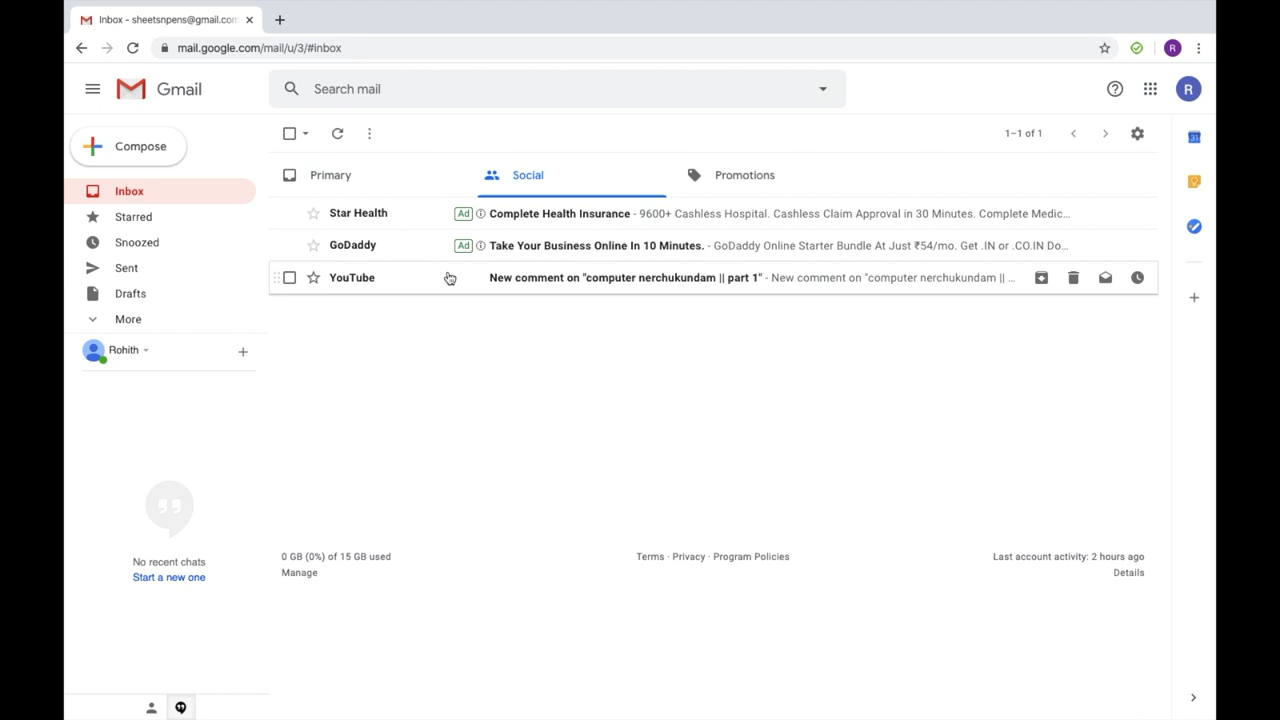 Inbox - sheetsnpens@gmail.com
mail.google.com/mail/u/3/#inbox
R
Gmail
Search mail
R
Compose
1–1 of 1
Inbox
Starred
Snoozed
Sent
Drafts
More
Rohith
Primary
Social
Promotions
31
Star Health Ad Complete Health Insurance - 9600+ Cashless Hospital. Cashless Claim Approval in 30 Minutes. Complete Medic...
GoDaddy Ad Take Your Business Online In 10 Minutes. - GoDaddy Online Starter Bundle At Just ₹54/mo. Get .IN or .CO.IN Do...
YouTube New comment on "computer nerchukundam || part 1" - New comment on "computer nerchukundam || ...
No recent chats
Start a new one
0 GB (0%) of 15 GB used
Manage
Terms · Privacy · Program Policies
Last account activity: 2 hours ago
Details